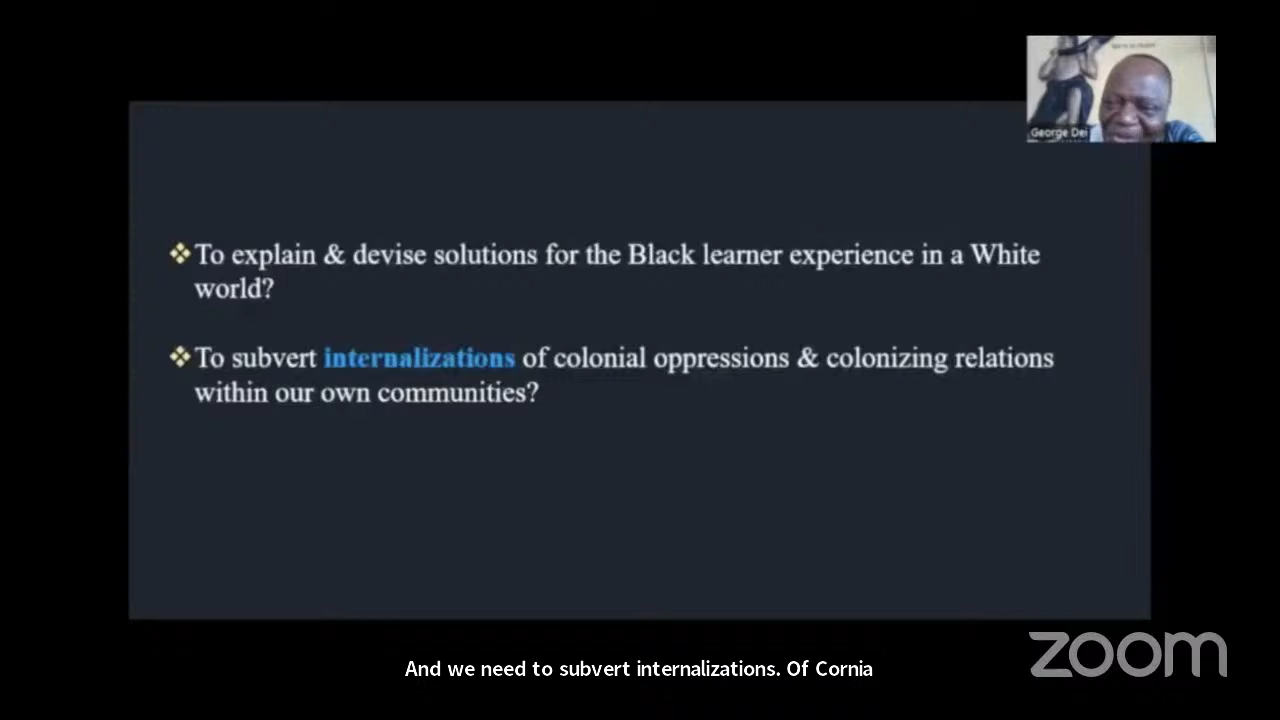 George Dei
❖To explain & devise solutions for the Black learner experience in a White
world?
❖To subvert internalizations of colonial oppressions & colonizing relations
within our own communities?
And we need to subvert internalizations. Of Cornia
zoom